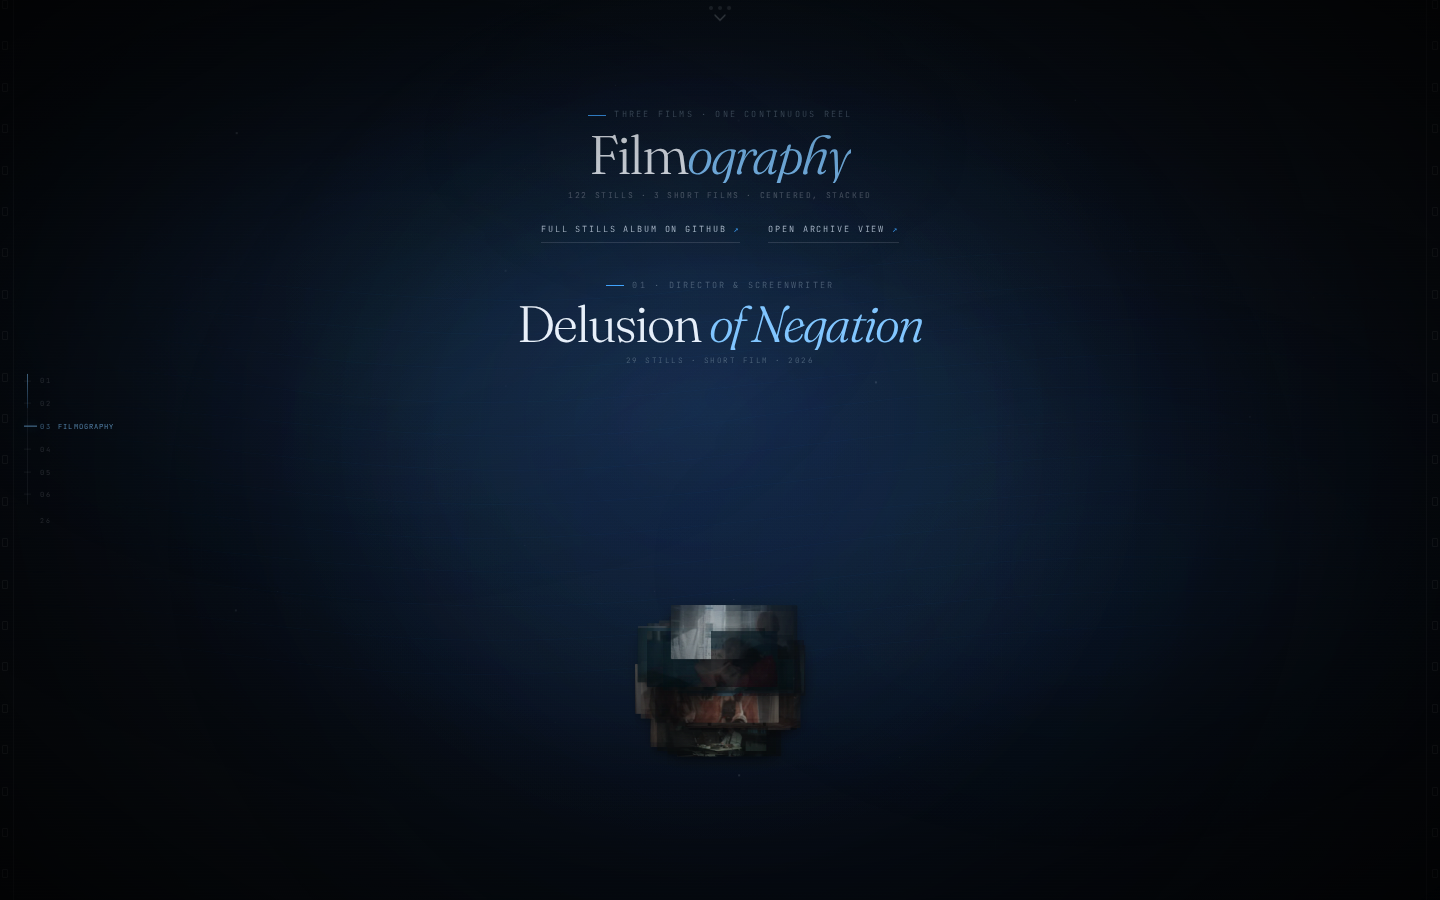 THREE FILMS · ONE CONTINUOUS REEL
Filmography
122 STILLS · 3 SHORT FILMS · CENTERED, STACKED
FULL STILLS ALBUM ON GITHUB ↗
OPEN ARCHIVE VIEW ↗
01 · DIRECTOR & SCREENWRITER
Delusion of Negation
29 STILLS · SHORT FILM · 2026
01
02
03 FILMOGRAPHY
04
05
06